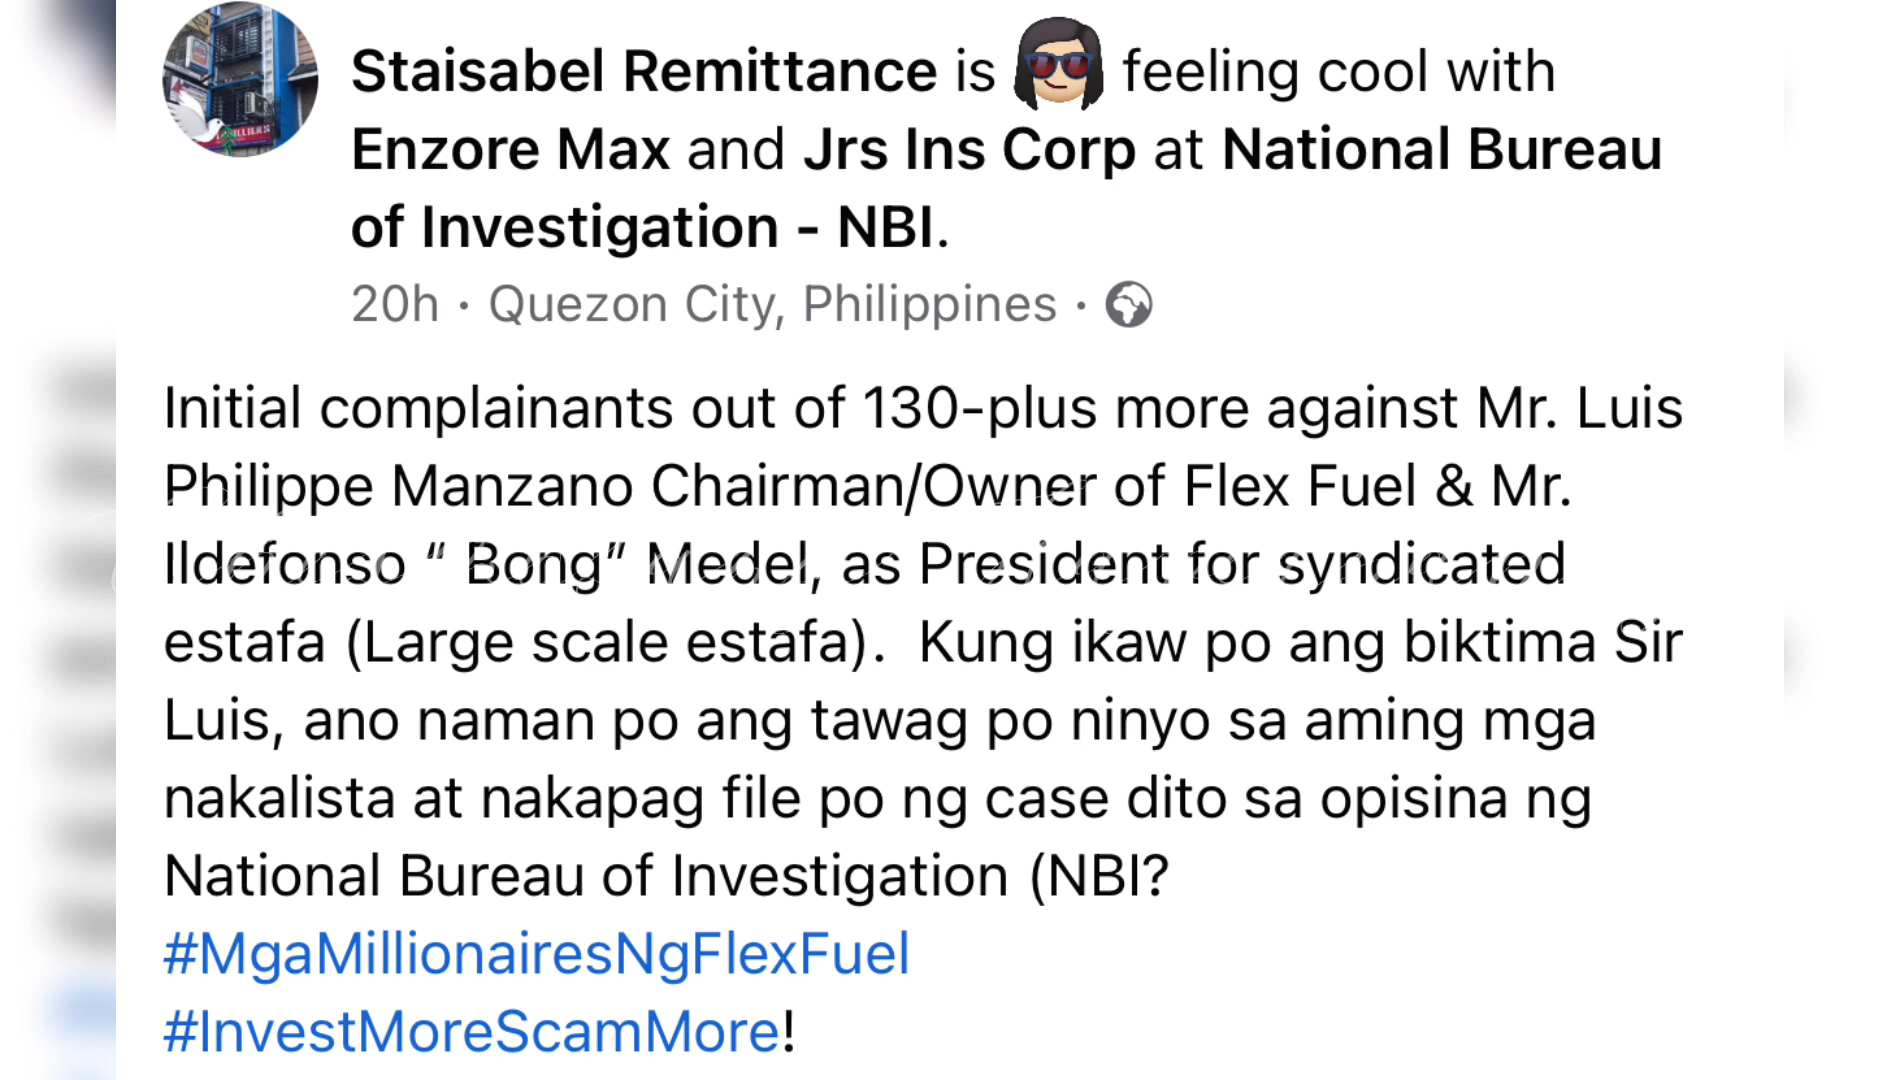 Staisabel Remittance is feeling cool with
Enzore Max and Jrs Ins Corp at National Bureau
of Investigation - NBI.
20h · Quezon City, Philippines ·
Initial complainants out of 130-plus more against Mr. Luis
Philippe Manzano Chairman/Owner of Flex Fuel & Mr.
Ildefonso “ Bong” Medel, as President for syndicated
estafa (Large scale estafa).  Kung ikaw po ang biktima Sir
Luis, ano naman po ang tawag po ninyo sa aming mga
nakalista at nakapag file po ng case dito sa opisina ng
National Bureau of Investigation (NBI?
#MgaMillionairesNgFlexFuel
#InvestMoreScamMore!